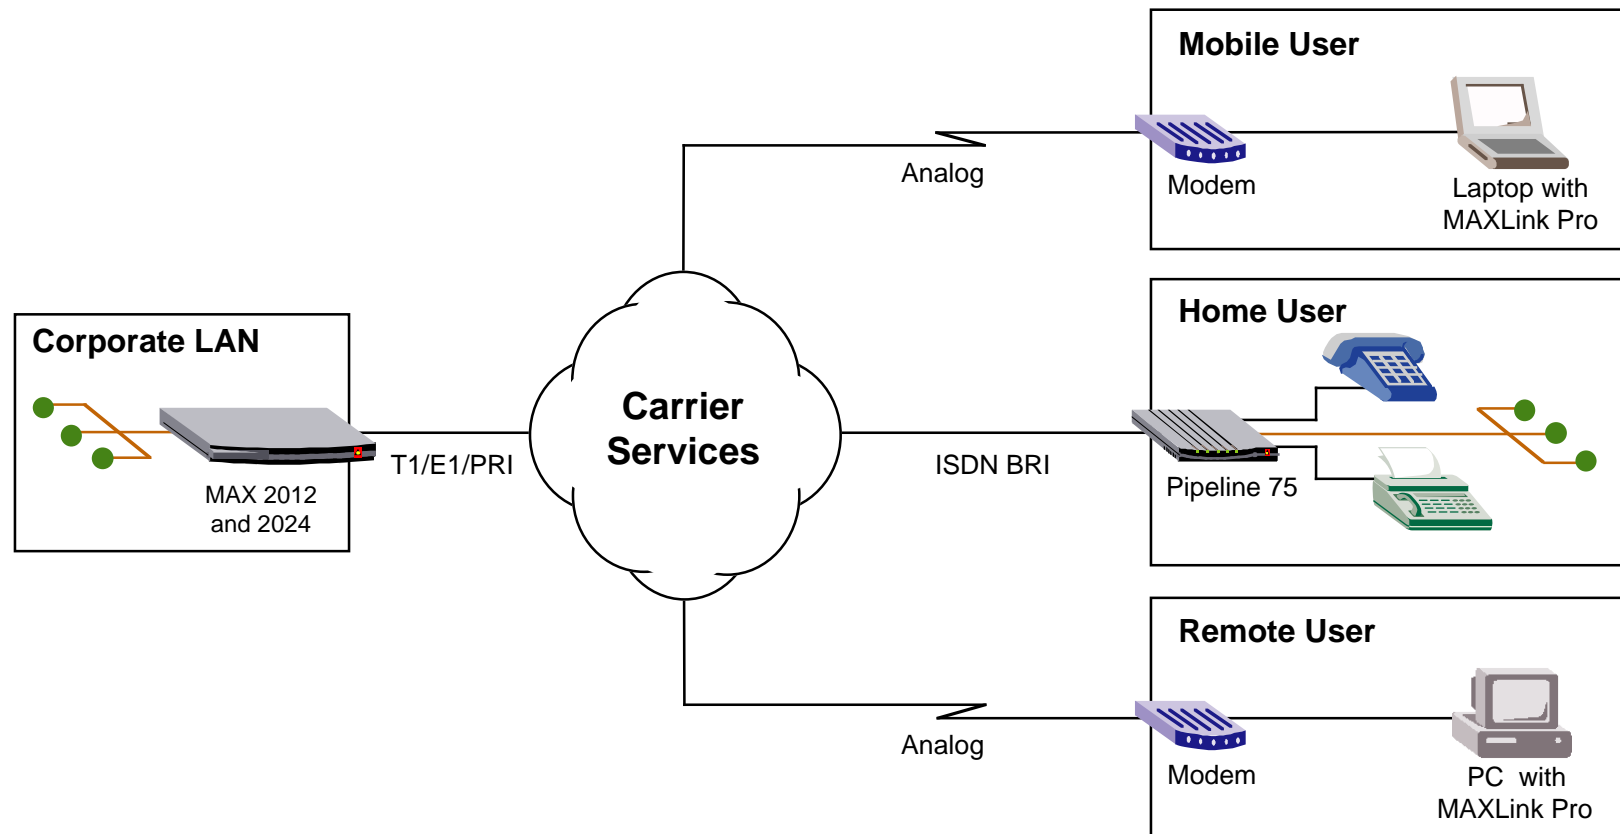 Mobile User
Analog
Modem
Laptop with
MAXLink Pro
Corporate LAN
MAX 2012
and 2024
T1/E1/PRI
Carrier
Services
ISDN BRI
Home User
Pipeline 75
Remote User
Analog
Modem
PC with
MAXLink Pro